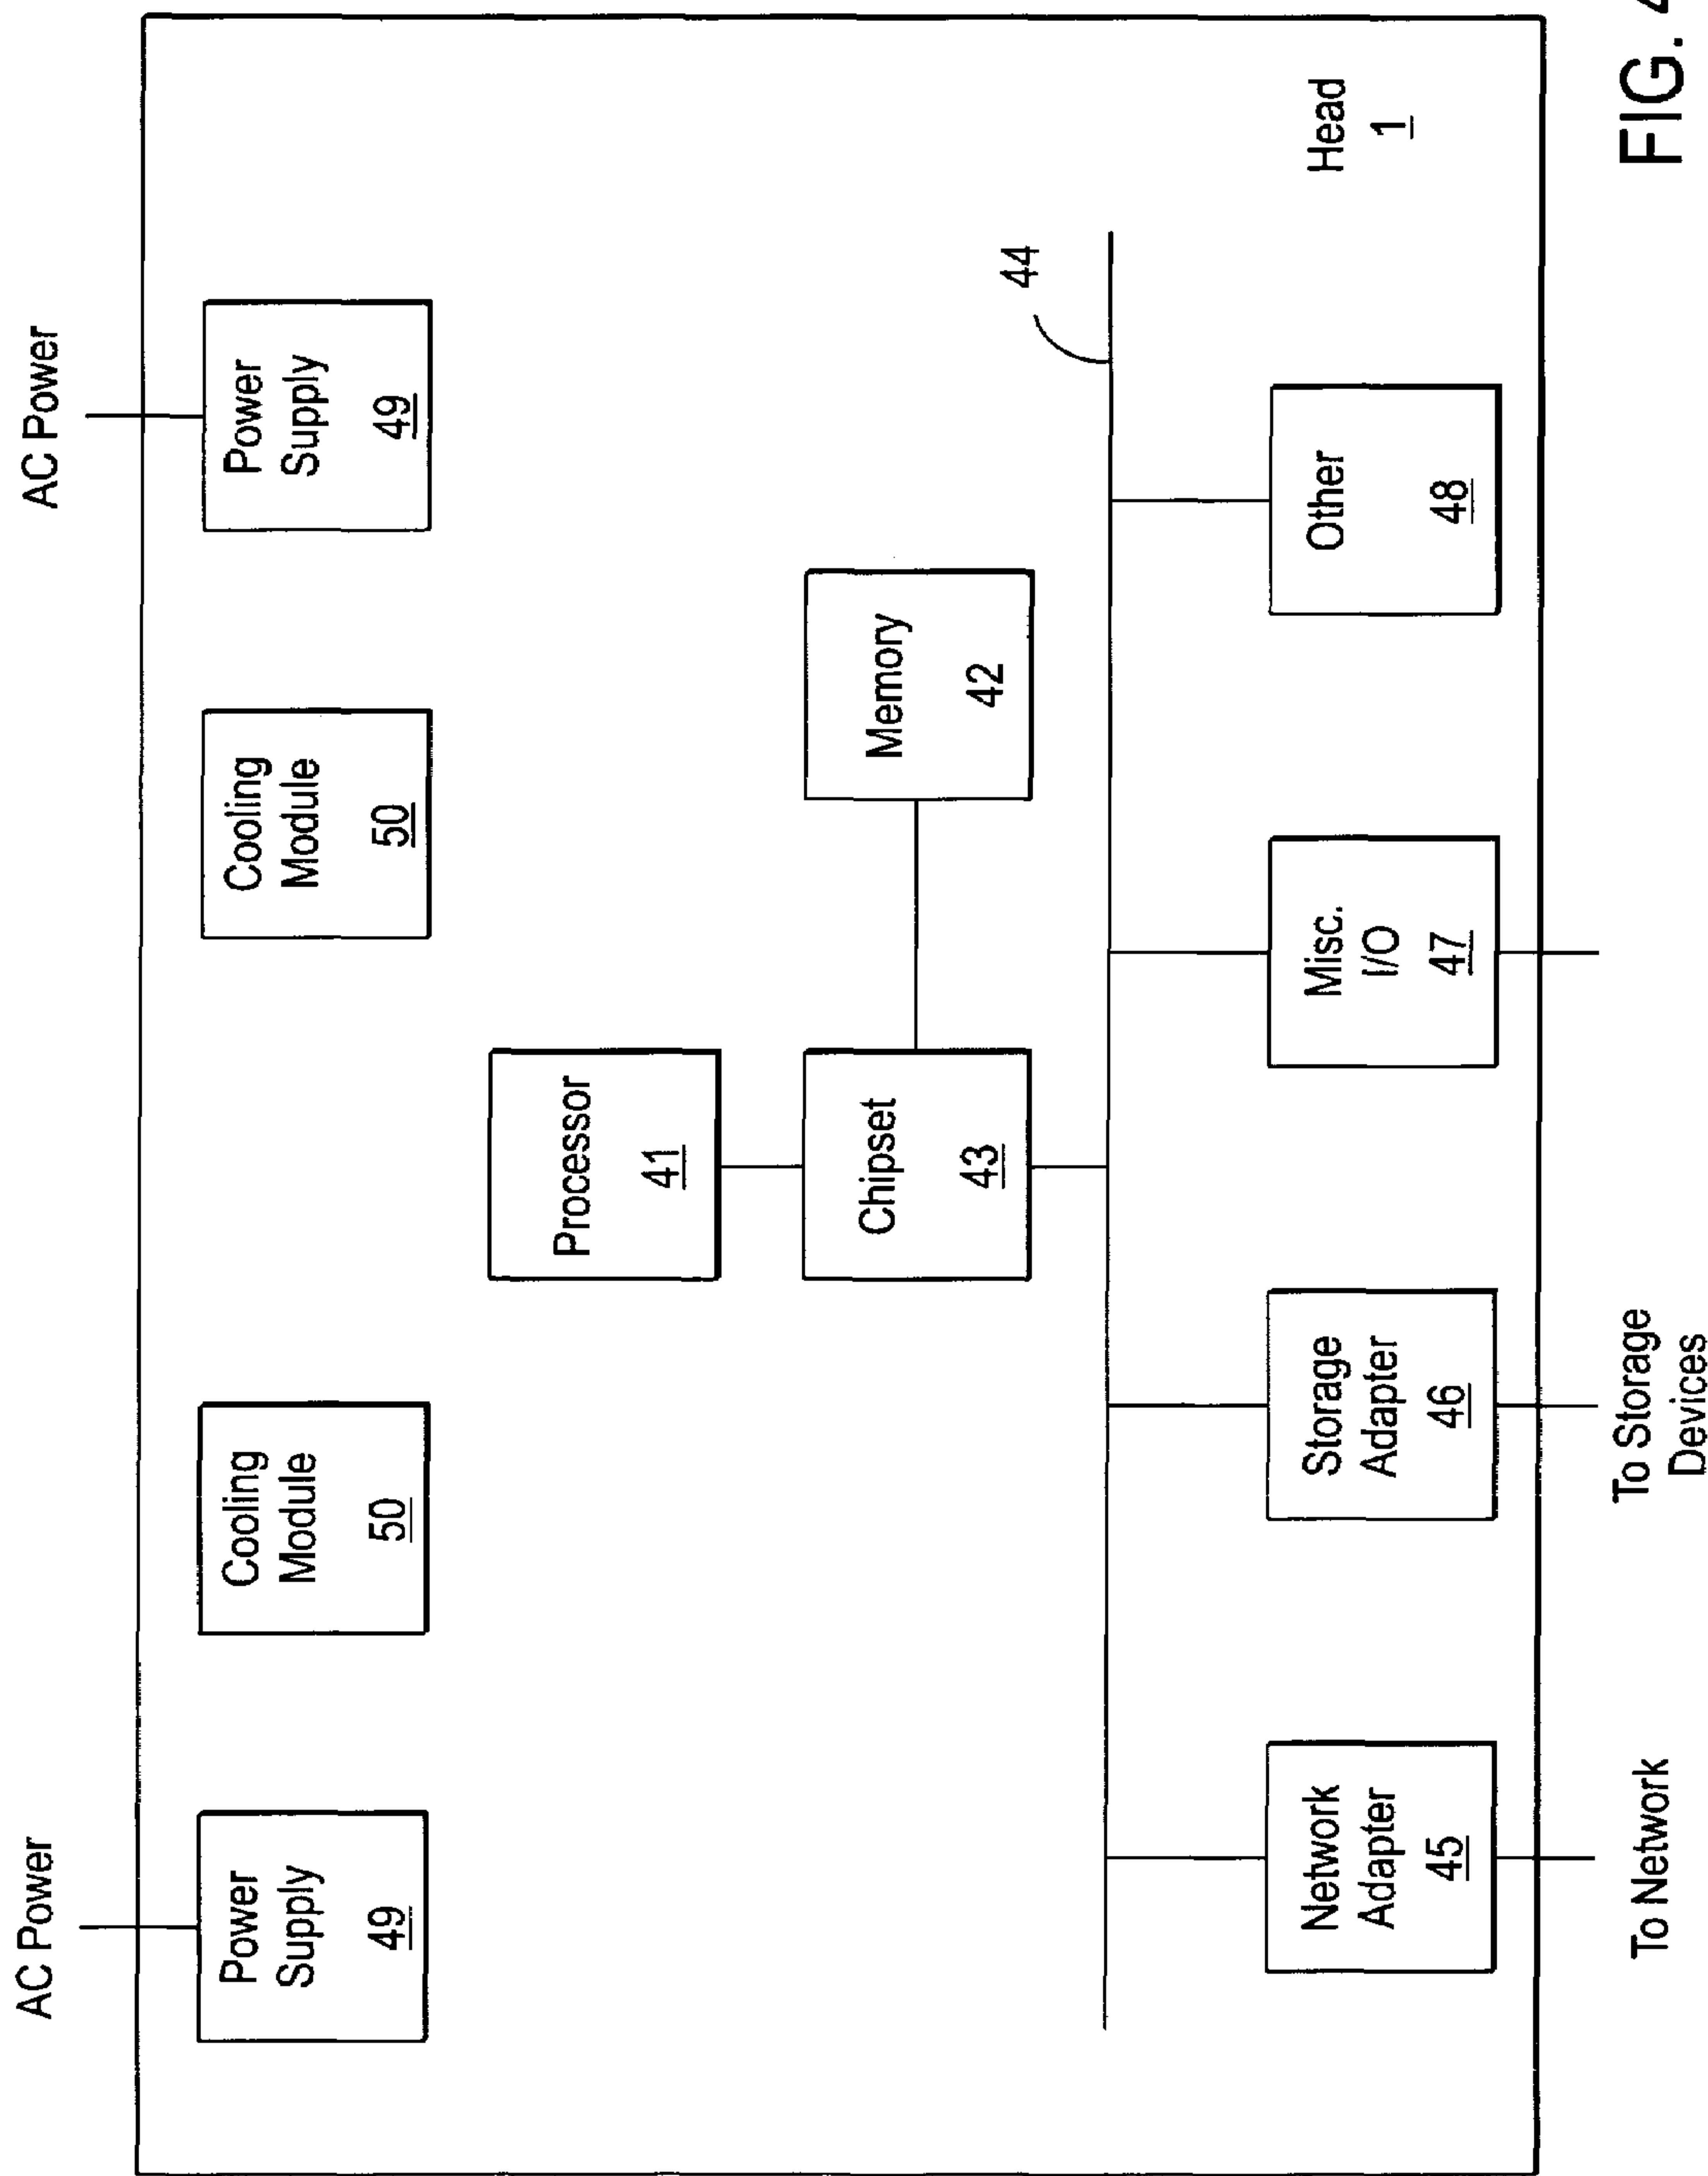 AC Power
AC Power
Power
Supply
49
Cooling
Module
50
Cooling
Module
50
Power
Supply
49
Processor
41
Chipset
43
Memory
42
44
Network
Adapter
45
Storage
Adapter
46
Misc.
I/O
47
Other
48
Head
1
To Network
To Storage
Devices
FIG. 4